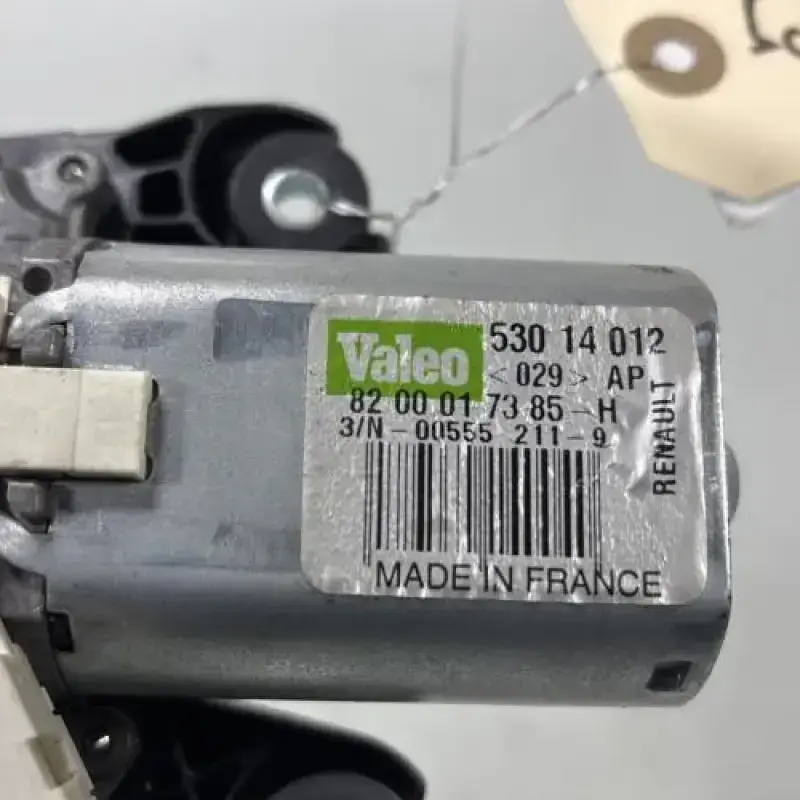 Valeo 530 14 012
<029> AP
82 00 01 73 85-H
3/N-00555 211-9
RENAULT
MADE IN FRANCE